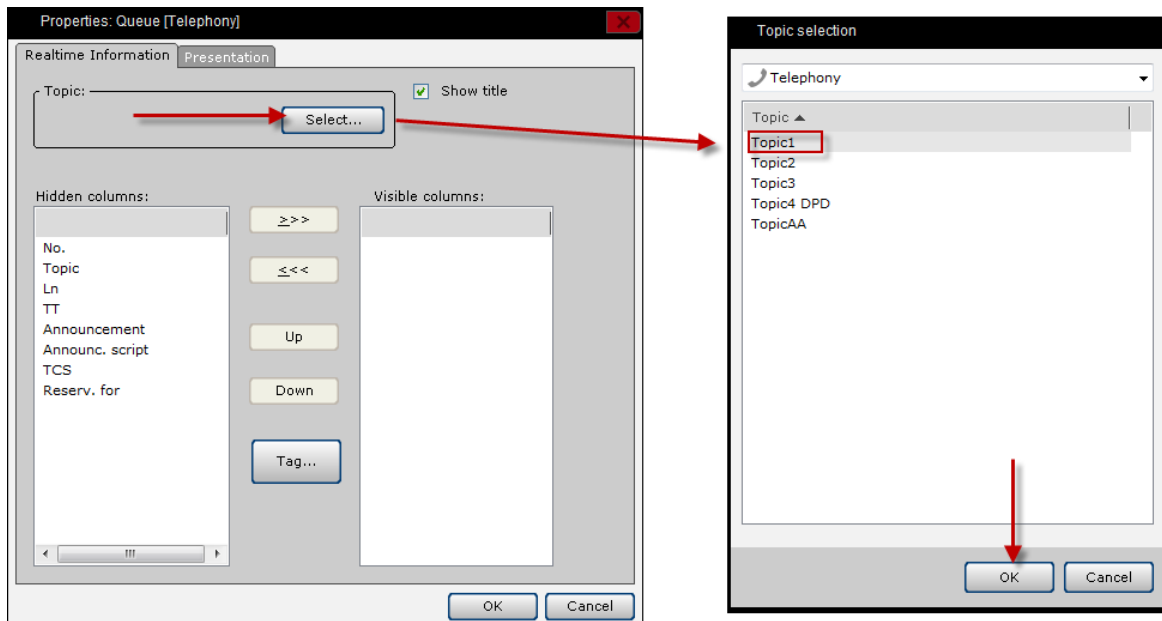 Properties: Queue [Telephony]
Realtime Information
Presentation
Topic:
Select...
Show title
Hidden columns:
No.
Topic
Ln
TT
Announcement
Announc. script
TCS
Reserv. for
>>>
<<<
Up
Down
Tag...
Visible columns:
OK
Cancel
Topic selection
Telephony
Topic
Topic1
Topic2
Topic3
Topic4 DPD
TopicAA
OK
Cancel